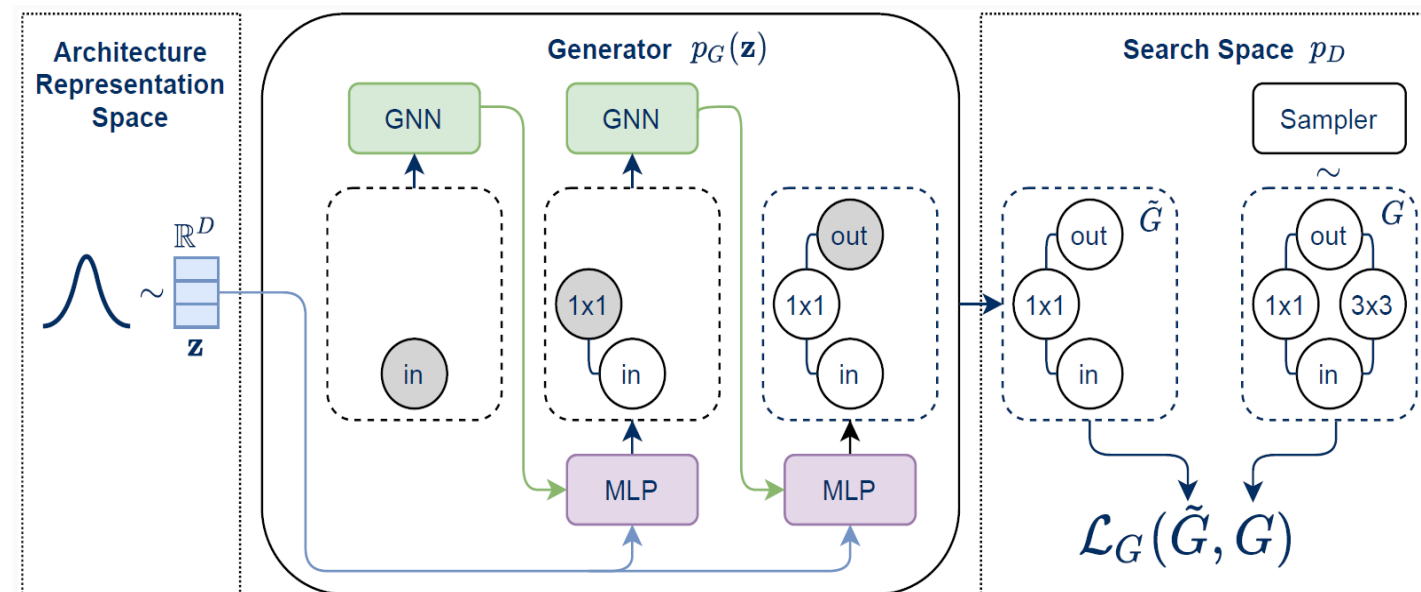 Architecture
Representation
Space
ℝ^D
∼
𝐳
Generator p_G(𝐳)
GNN
GNN
in
1x1
in
out
1x1
in
MLP
MLP
Search Space p_D
Sampler
∼
G̃
out
1x1
in
G
out
1x1 3x3
in
ℒ_G(G̃, G)